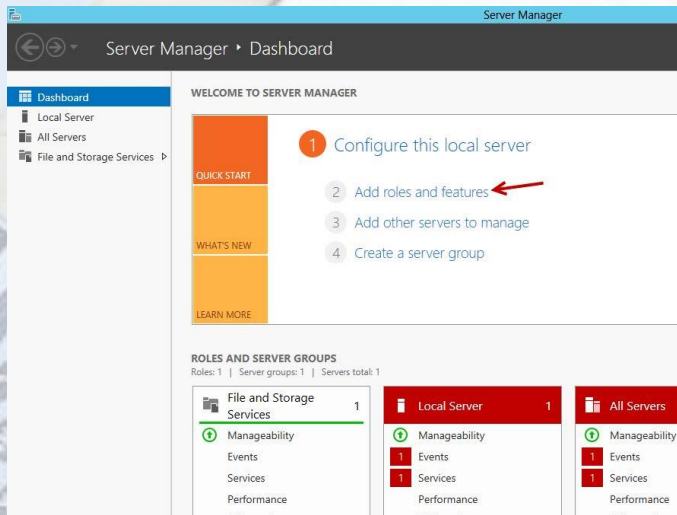 Server Manager
Server Manager • Dashboard
Dashboard
Local Server
All Servers
File and Storage Services
WELCOME TO SERVER MANAGER
QUICK START
WHAT'S NEW
LEARN MORE
1 Configure this local server
2 Add roles and features
3 Add other servers to manage
4 Create a server group
ROLES AND SERVER GROUPS
Roles: 1 | Server groups: 1 | Servers total: 1
File and Storage
Services 1
Manageability
Events
Services
Performance
Local Server 1
Manageability
1 Events
1 Services
Performance
All Servers
Manageability
1 Events
1 Services
Performance